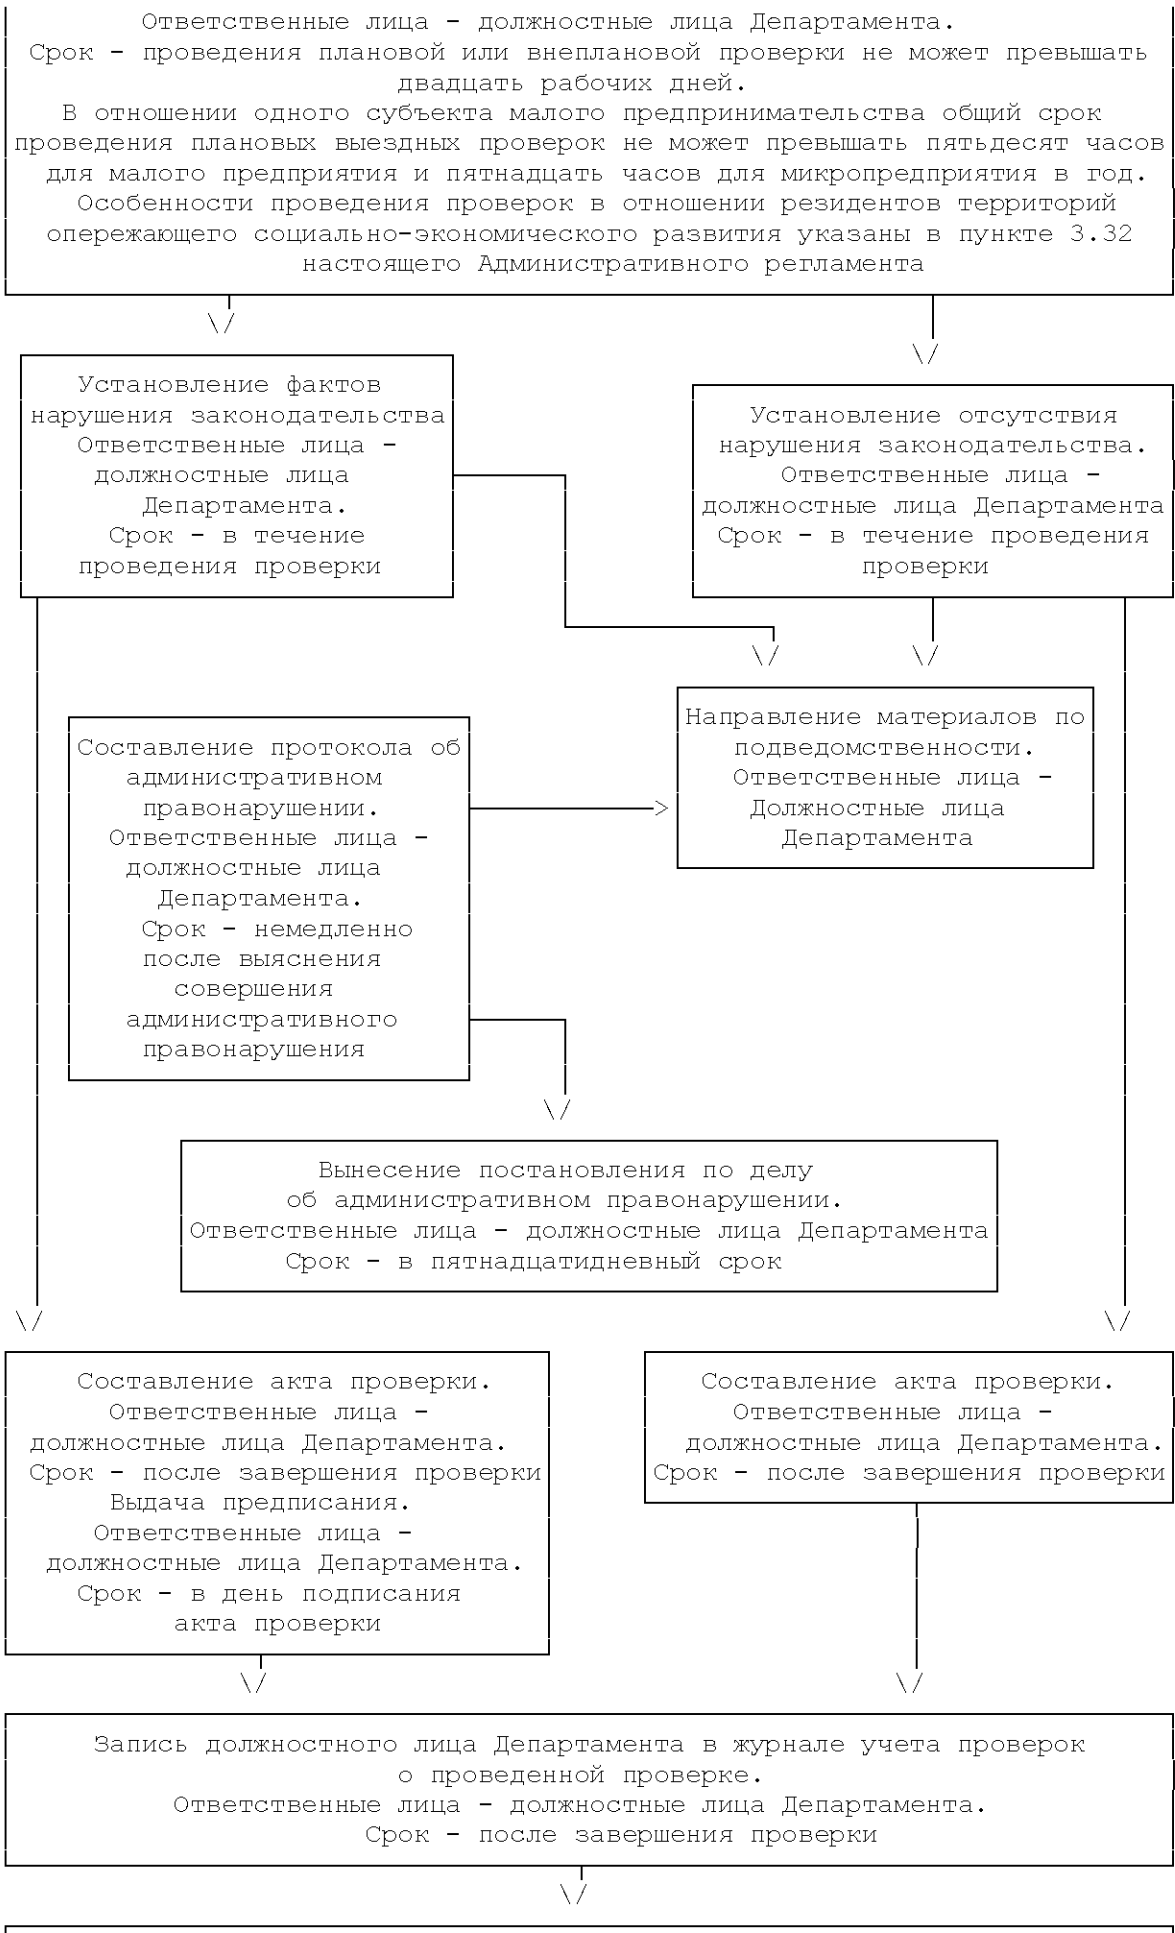 Ответственные лица - должностные лица Департамента.
Срок - проведения плановой или внеплановой проверки не может превышать
двадцать рабочих дней.
В отношении одного субъекта малого предпринимательства общий срок
проведения плановых выездных проверок не может превышать пятьдесят часов
для малого предприятия и пятнадцать часов для микропредприятия в год.
Особенности проведения проверок в отношении резидентов территорий
опережающего социально-экономического развития указаны в пункте 3.32
настоящего Административного регламента
Установление фактов
нарушения законодательства
Ответственные лица -
должностные лица
Департамента.
Срок - в течение
проведения проверки
Установление отсутствия
нарушения законодательства.
Ответственные лица -
должностные лица Департамента
Срок - в течение проведения
проверки
Направление материалов по
подведомственности.
Ответственные лица -
Должностные лица
Департамента
Составление протокола об
административном
правонарушении.
Ответственные лица -
должностные лица
Департамента.
Срок - немедленно
после выяснения
совершения
административного
правонарушения
Вынесение постановления по делу
об административном правонарушении.
Ответственные лица - должностные лица Департамента
Срок - в пятнадцатидневный срок
Составление акта проверки.
Ответственные лица -
должностные лица Департамента.
Срок - после завершения проверки
Выдача предписания.
Ответственные лица -
должностные лица Департамента.
Срок - в день подписания
акта проверки
Составление акта проверки.
Ответственные лица -
должностные лица Департамента.
Срок - после завершения проверки
Запись должностного лица Департамента в журнале учета проверок
о проведенной проверке.
Ответственные лица - должностные лица Департамента.
Срок - после завершения проверки